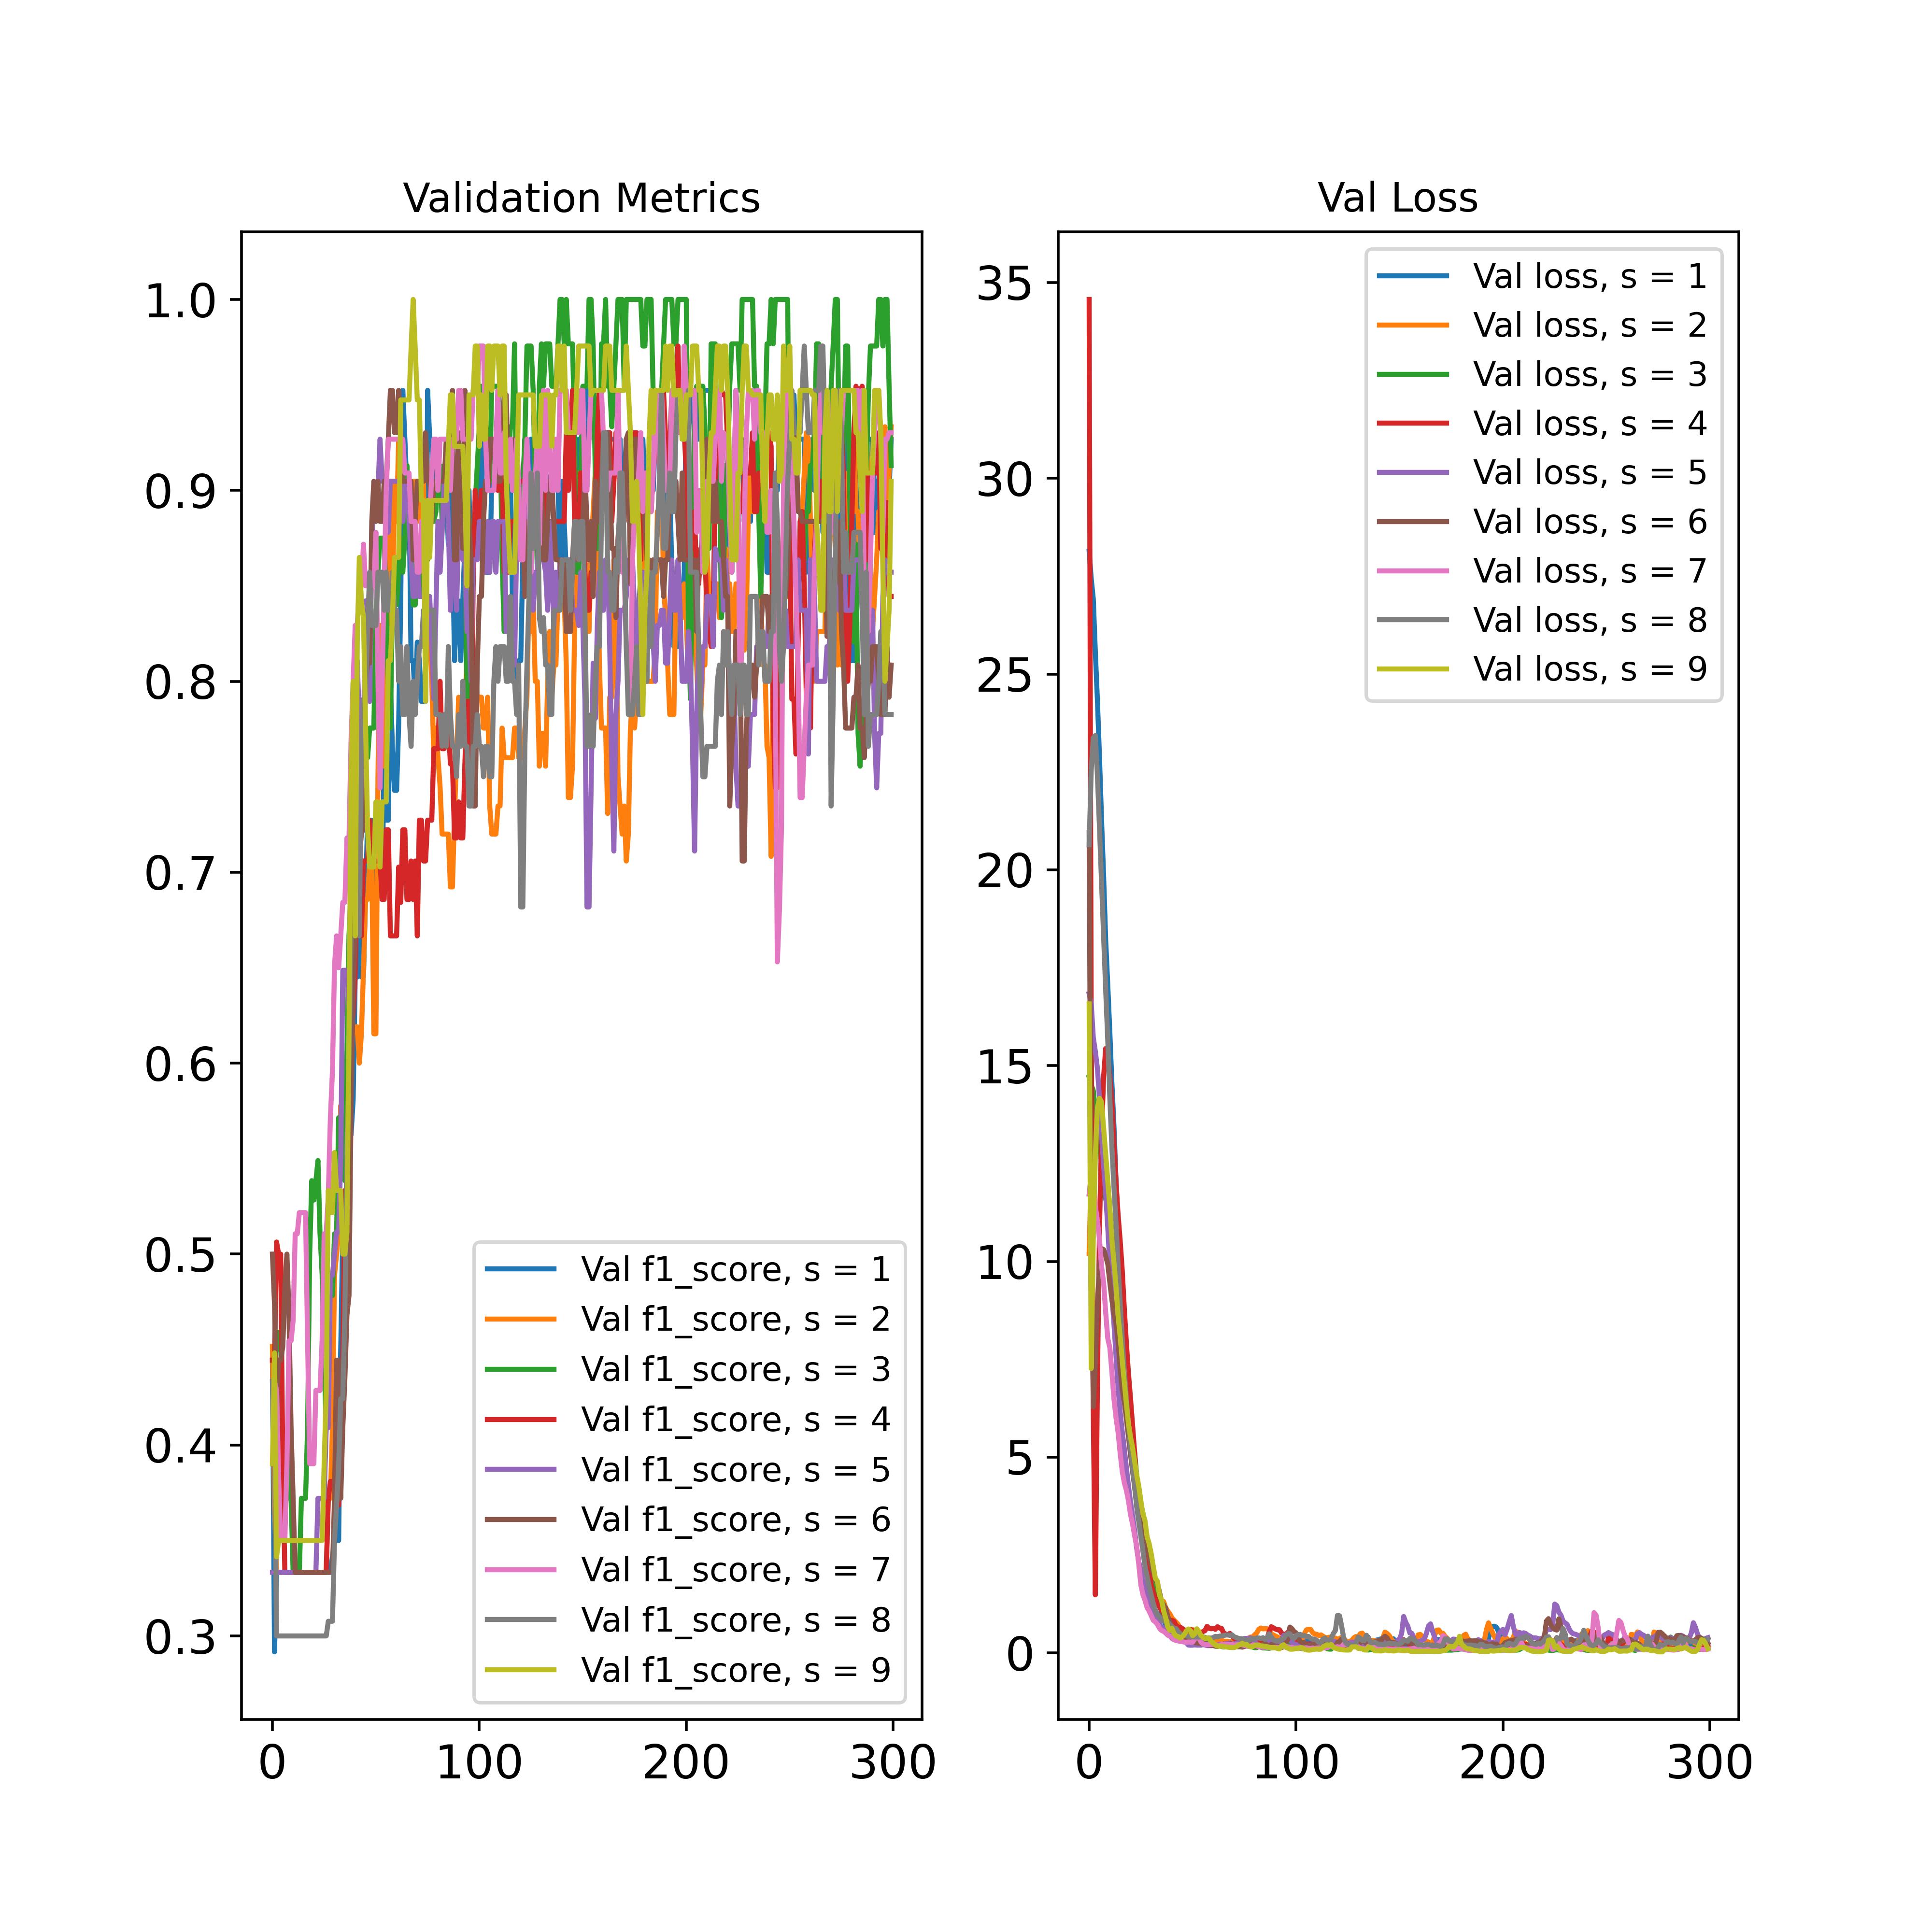 Validation Metrics
1.0
0.9
0.8
0.7
0.6
0.5
0.4
0.3
0 100 200 300
Val f1_score, s = 1
Val f1_score, s = 2
Val f1_score, s = 3
Val f1_score, s = 4
Val f1_score, s = 5
Val f1_score, s = 6
Val f1_score, s = 7
Val f1_score, s = 8
Val f1_score, s = 9
Val Loss
35
30
25
20
15
10
5
0
0 100 200 300
Val loss, s = 1
Val loss, s = 2
Val loss, s = 3
Val loss, s = 4
Val loss, s = 5
Val loss, s = 6
Val loss, s = 7
Val loss, s = 8
Val loss, s = 9